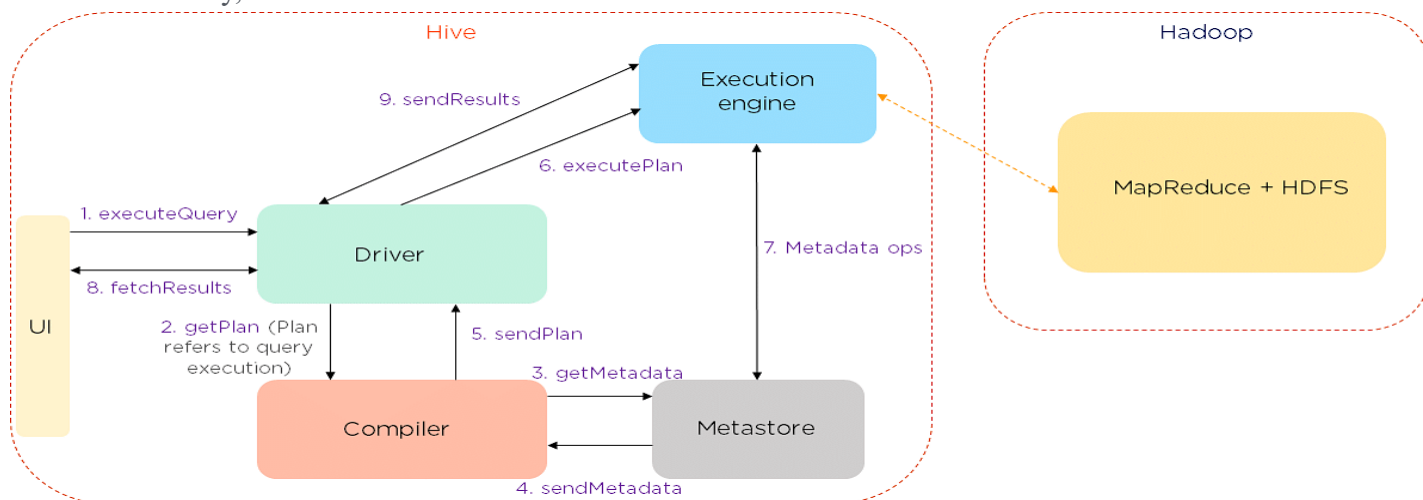 Hive
Hadoop
Execution
engine
9. sendResults
6. executePlan
MapReduce + HDFS
1. executeQuery
Driver
7. Metadata ops
8. fetchResults
UI
2. getPlan (Plan
refers to query
execution)
5. sendPlan
3. getMetadata
Compiler
Metastore
4. sendMetadata